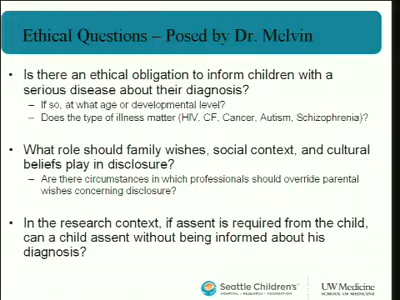 Ethical Questions – Posed by Dr. Melvin
• Is there an ethical obligation to inform children with a
serious disease about their diagnosis?
– If so, at what age or developmental level?
– Does the type of illness matter (HIV, CF, Cancer, Autism, Schizophrenia)?
• What role should family wishes, social context, and cultural
beliefs play in disclosure?
– Are there circumstances in which professionals should override parental
wishes concerning disclosure?
• In the research context, if assent is required from the child,
can a child assent without being informed about his
diagnosis?
Seattle Children's
HOSPITAL • RESEARCH • FOUNDATION
UW Medicine
SCHOOL OF MEDICINE